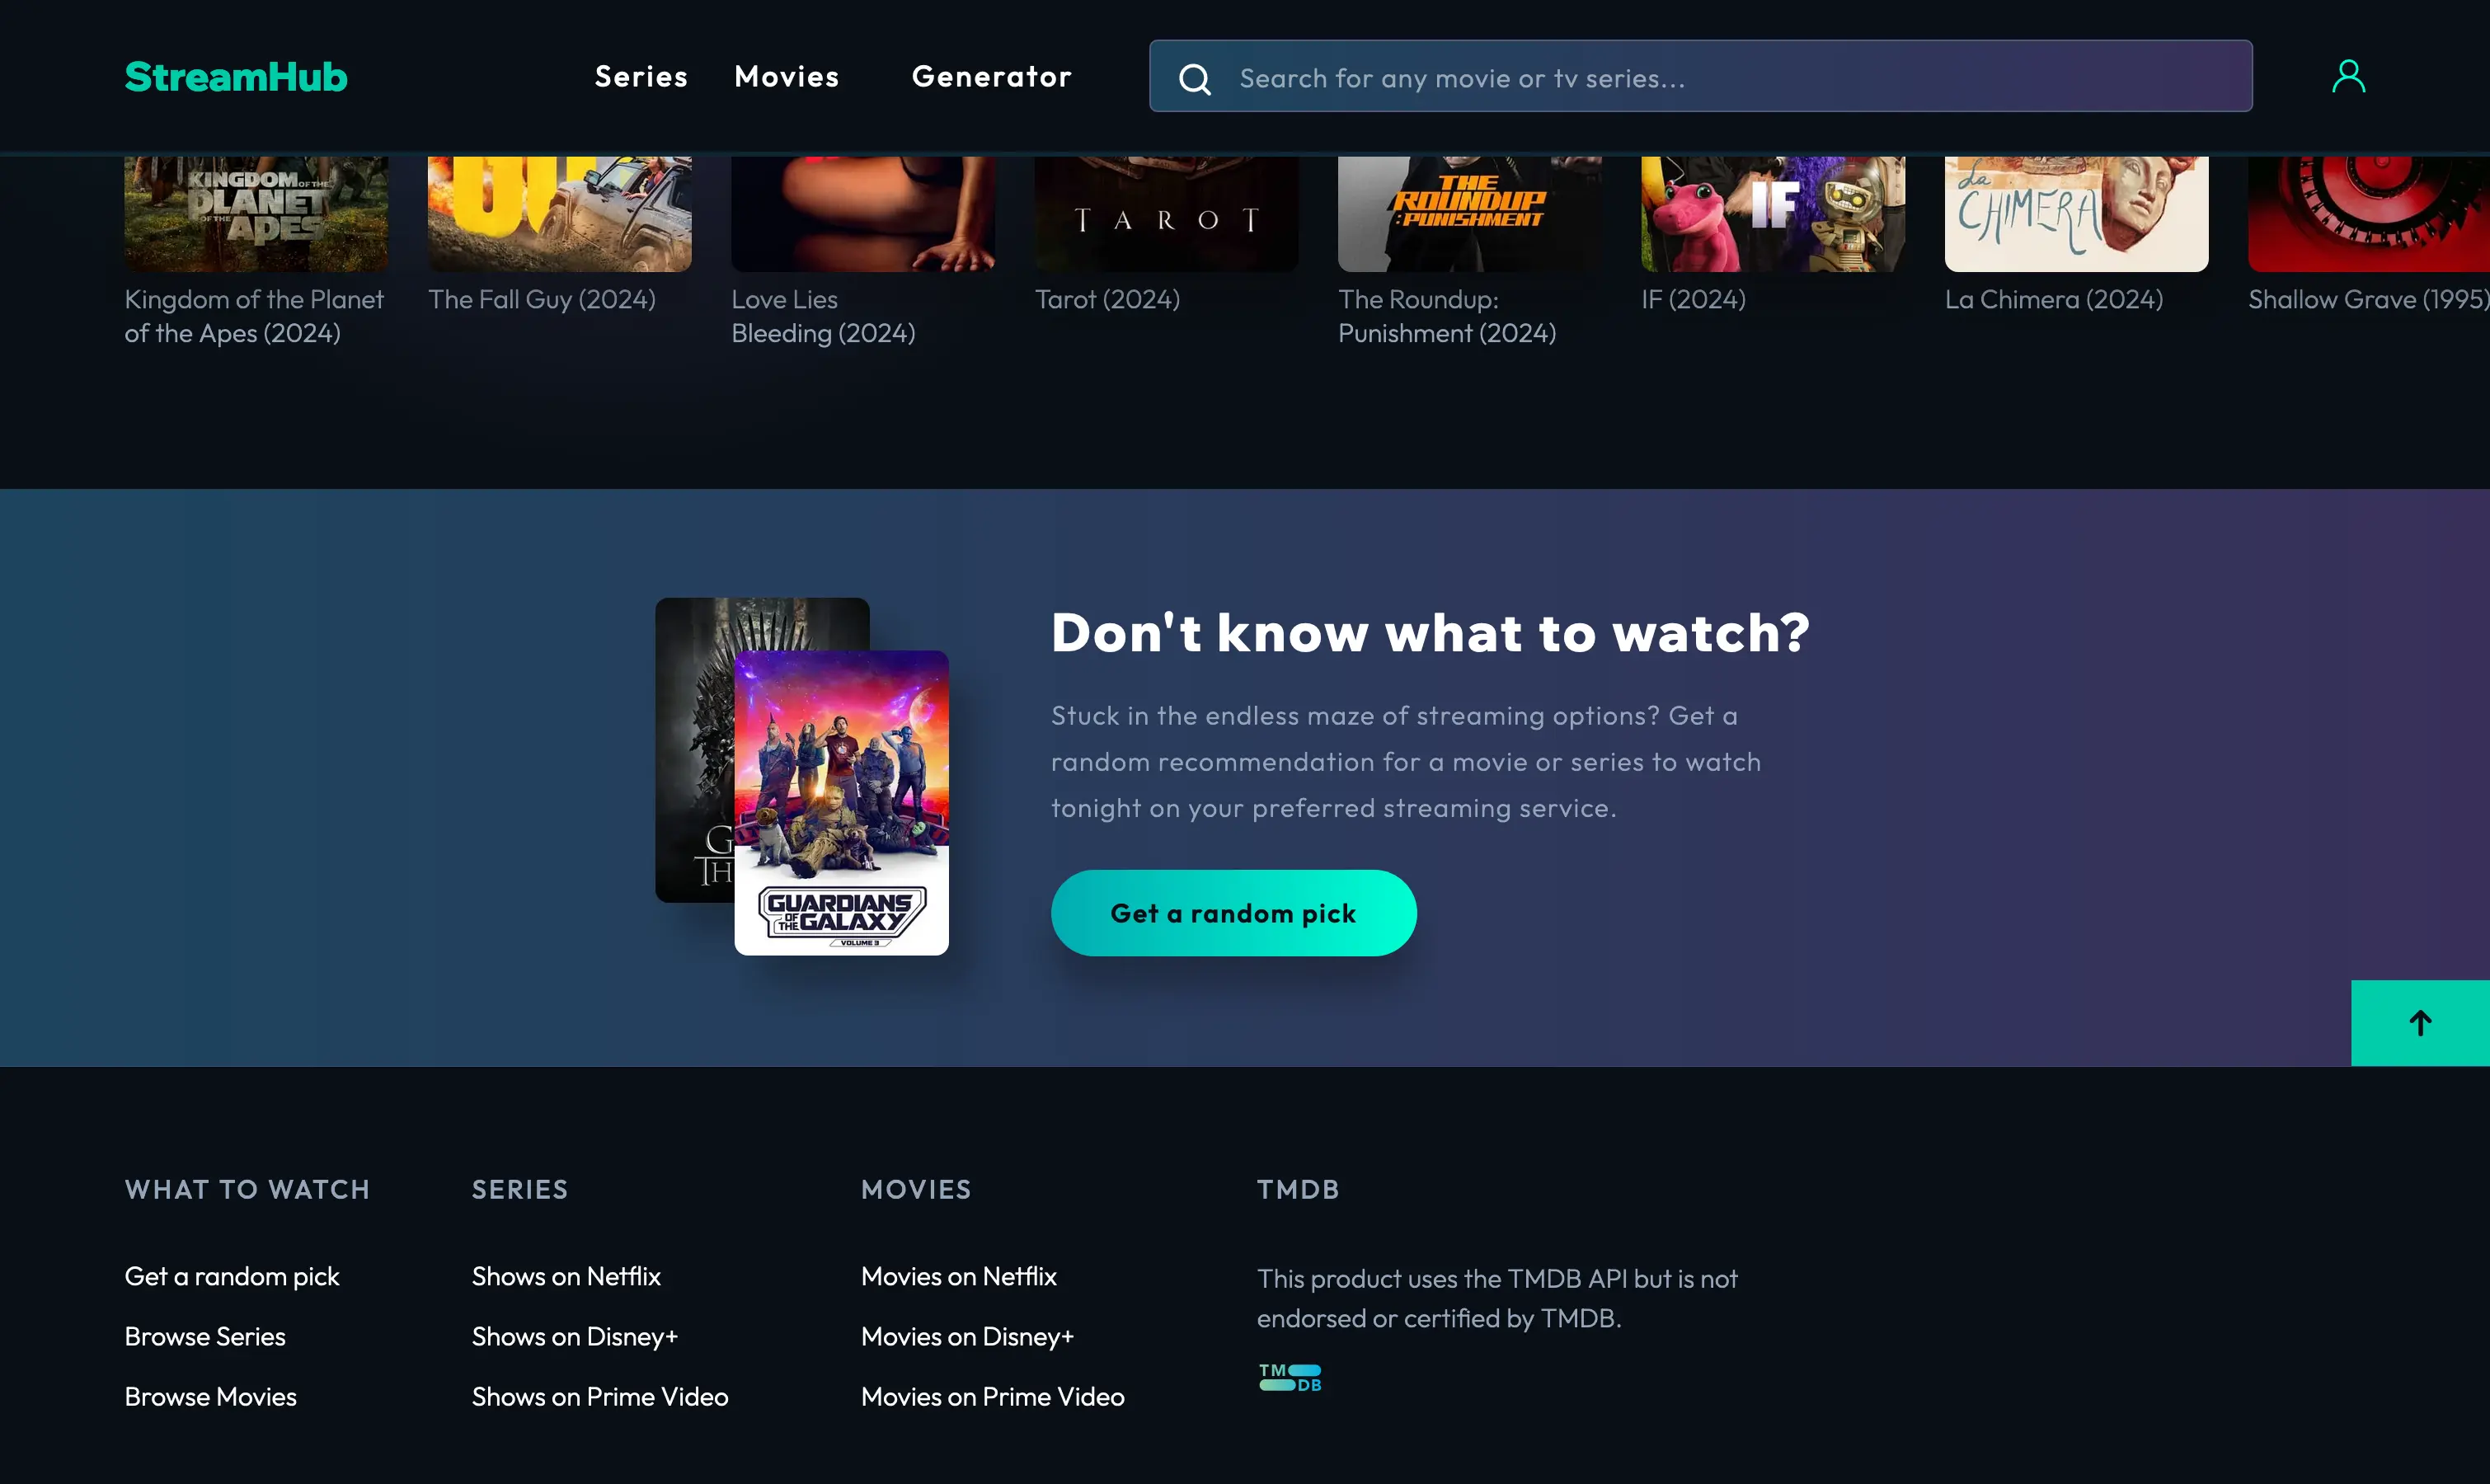 StreamHub
Series
Movies
Generator
Search for any movie or tv series...
KINGDOM OF THE
PLANET
OF THE APES
TAROT
THE
ROUNDUP
:PUNISHMENT
IF
La
CHIMERA
Kingdom of the Planet
of the Apes (2024)
The Fall Guy (2024)
Love Lies
Bleeding (2024)
Tarot (2024)
The Roundup:
Punishment (2024)
IF (2024)
La Chimera (2024)
Shallow Grave (1995)
Don't know what to watch?
Stuck in the endless maze of streaming options? Get a
random recommendation for a movie or series to watch
tonight on your preferred streaming service.
Get a random pick
G
TH
GUARDIANS
OF THE GALAXY
VOLUME 3
WHAT TO WATCH
Get a random pick
Browse Series
Browse Movies
SERIES
Shows on Netflix
Shows on Disney+
Shows on Prime Video
MOVIES
Movies on Netflix
Movies on Disney+
Movies on Prime Video
TMDB
This product uses the TMDB API but is not
endorsed or certified by TMDB.
TM
DB